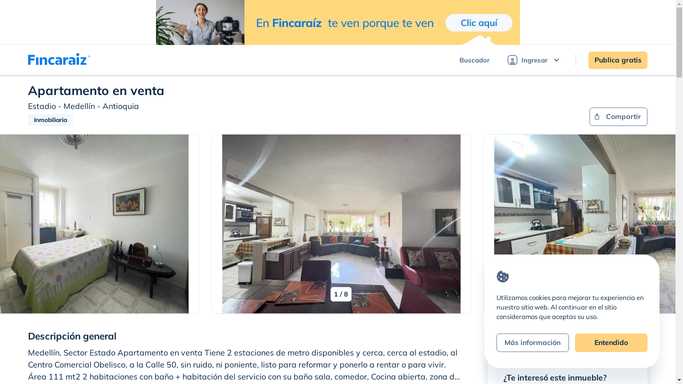 En Fincaraíz te ven porque te ven
Clic aquí
Fincaraiz
Buscador
Ingresar
Publica gratis
Apartamento en venta
Estadio - Medellín - Antioquia
Inmobiliaria
Compartir
1 / 8
Utilizamos cookies para mejorar tu experiencia en
nuestro sitio web. Al continuar en el sitio
consideramos que aceptas su uso.
Más información
Entendido
Descripción general
Medellín, Sector Estado Apartamento en venta Tiene 2 estaciones de metro disponibles y cerca, cerca al estadio, al
Centro Comercial Obelisco, a la Calle 50, sin ruido, ni poniente, listo para reformar y ponerlo a rentar o para vivir.
Área 111 mt2 2 habitaciones con baño + habitación del servicio con su baño sala, comedor, Cocina abierta, zona d...
¿Te interesó este inmueble?